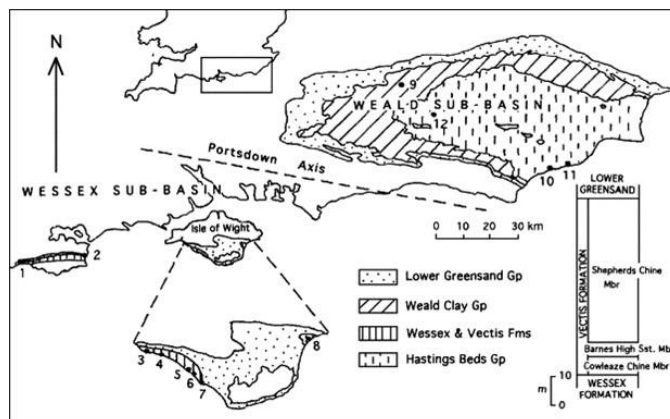 N
9
WEALD SUB-BASIN
12
Portsdown Axis
WESSEX SUB-BASIN
10
11
LOWER
GREENSAND
Isle of Wight
0 10 20 30 km
1
2
Lower Greensand Gp
Weald Clay Gp
Wessex & Vectis Fms
Hastings Beds Gp
VECTIS FORMATION
Shepherds Chine
Mbr
Barnes High Sst. Mb
Cowleaze Chine Mbr
10
m
0
WESSEX
FORMATION
3
4
5
6
7
8